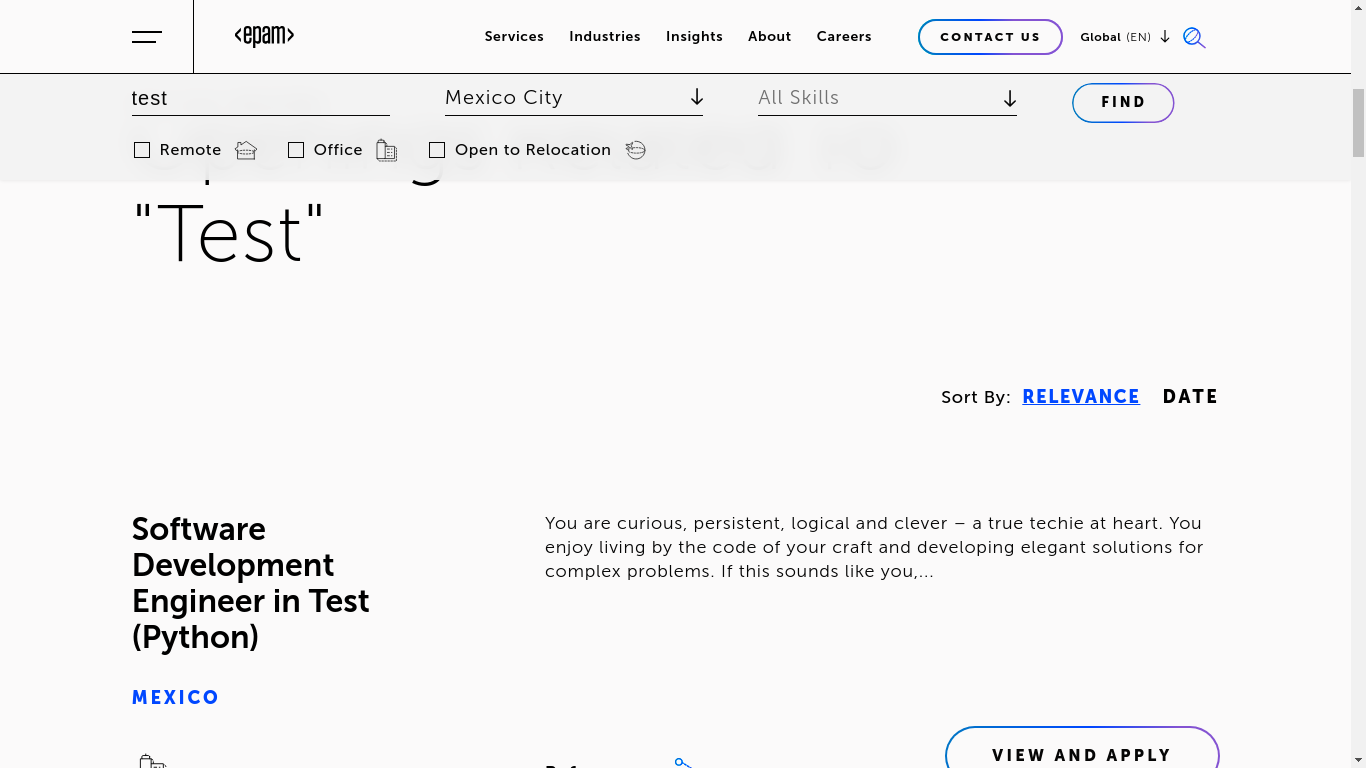 <epam>
Services Industries Insights About Careers
CONTACT US
Global (EN)
test
Mexico City
All Skills
FIND
Remote Office Open to Relocation
"Test"
Sort By: RELEVANCE DATE
Software
Development
Engineer in Test
(Python)
You are curious, persistent, logical and clever – a true techie at heart. You
enjoy living by the code of your craft and developing elegant solutions for
complex problems. If this sounds like you,...
MEXICO
VIEW AND APPLY